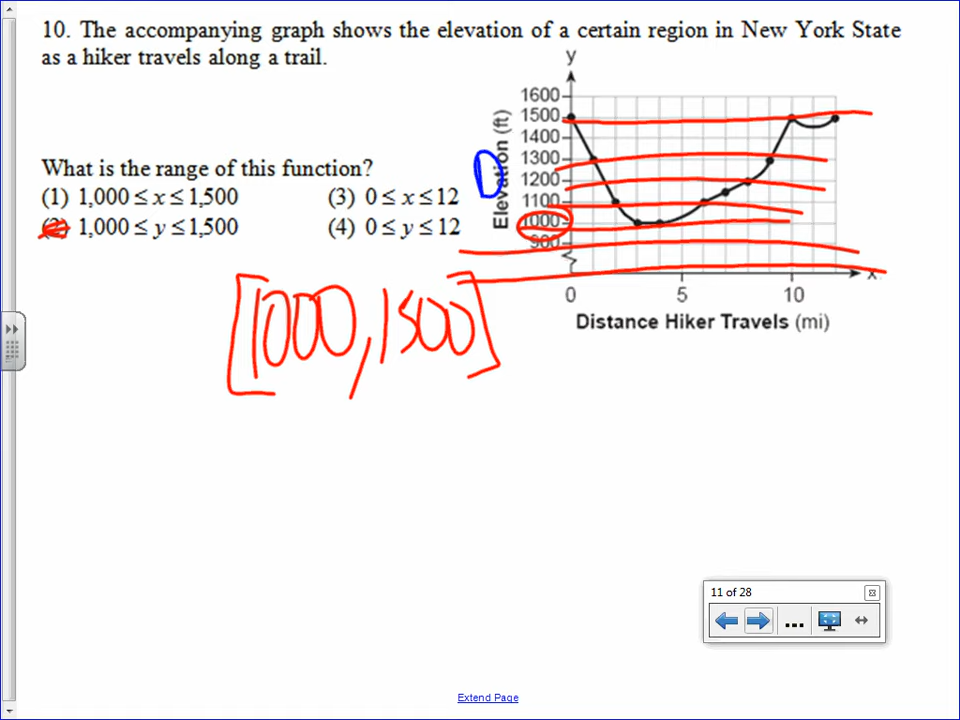 10. The accompanying graph shows the elevation of a certain region in New York State
as a hiker travels along a trail.
y
1600
1500
1400
1300
1200
1100
1000
900
Elevation (ft)
What is the range of this function?
(1) 1,000 ≤ x ≤ 1,500 (3) 0 ≤ x ≤ 12
(2) 1,000 ≤ y ≤ 1,500 (4) 0 ≤ y ≤ 12
x
0 5 10
Distance Hiker Travels (mi)
[1000, 1500]
11 of 28
...
Extend Page